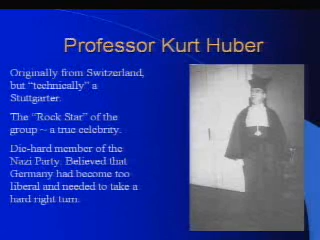 Professor Kurt Huber
Originally from Switzerland,
but "technically" a
Stuttgarter.
The "Rock Star" of the
group ~ a true celebrity.
Die-hard member of the
Nazi Party. Believed that
Germany had become too
liberal and needed to take a
hard right turn.